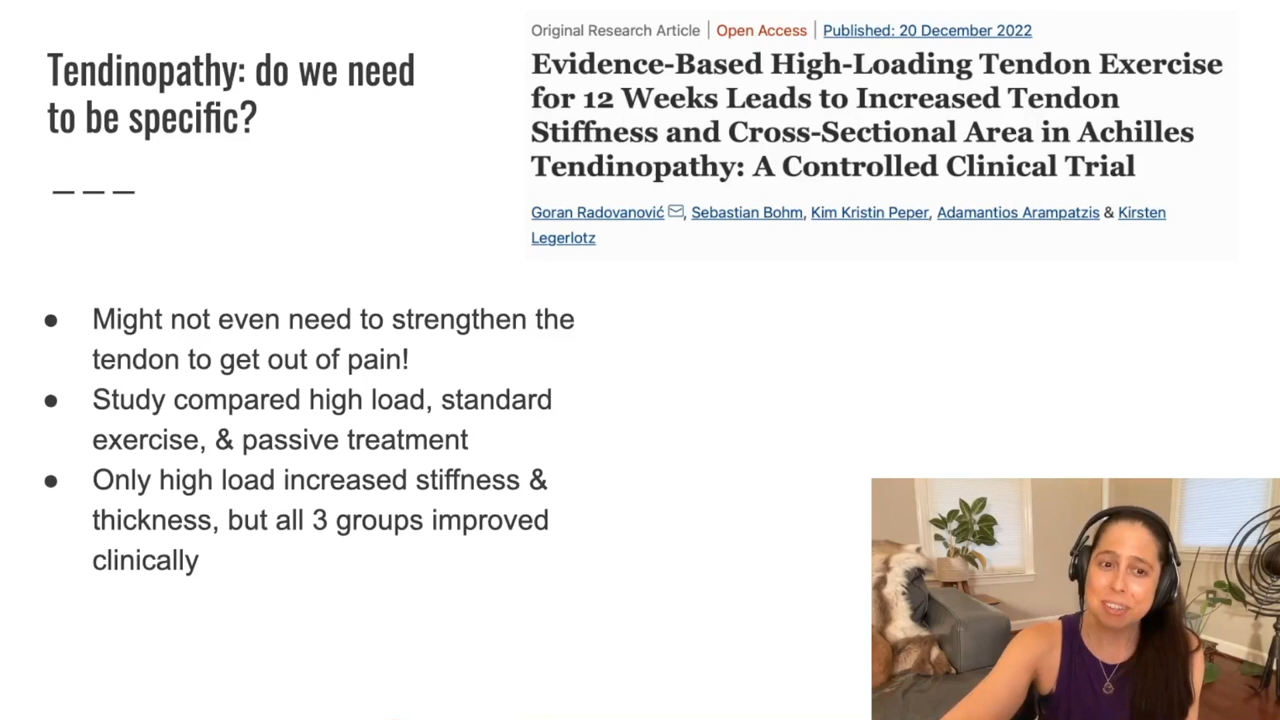 Tendinopathy: do we need
to be specific?
Original Research Article | Open Access | Published: 20 December 2022
Evidence-Based High-Loading Tendon Exercise
for 12 Weeks Leads to Increased Tendon
Stiffness and Cross-Sectional Area in Achilles
Tendinopathy: A Controlled Clinical Trial
Goran Radovanović, Sebastian Bohm, Kim Kristin Peper, Adamantios Arampatzis & Kirsten
Legerlotz
● Might not even need to strengthen the
tendon to get out of pain!
● Study compared high load, standard
exercise, & passive treatment
● Only high load increased stiffness &
thickness, but all 3 groups improved
clinically